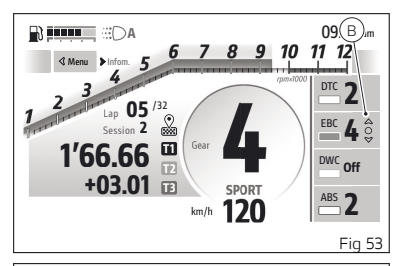 A
09 B am
Menu Infom.
1 2 3 4 5 6 7 8 9 10 11 12
rpmx1000
Lap 05 /32
Session 2
1’66.66 T1
T2
+03.01 T3
Gear 4
SPORT
km/h 120
DTC 2
EBC 4
DWC Off
ABS 2
Fig 53